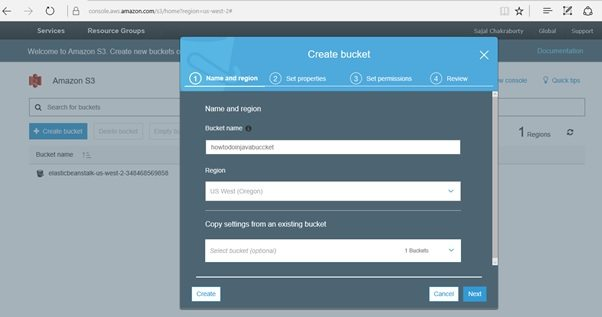 console.aws.amazon.com/s3/home?region=us-west-2#
Services Resource Groups Sajal Chakraborty Global Support
Welcome to Amazon S3. Create new buckets Documentation
Create bucket
1 Name and region 2 Set properties 3 Set permissions 4 Review
Amazon S3 console Quick tips
Search for buckets
+ Create bucket Delete bucket Empty 1 Regions
Bucket name
elasticbeanstalk-us-west-2-348468569858
Name and region
Bucket name
howtodoinjavabuccket
Region
US West (Oregon)
Copy settings from an existing bucket
Select bucket (optional) 1 Buckets
Create Cancel Next